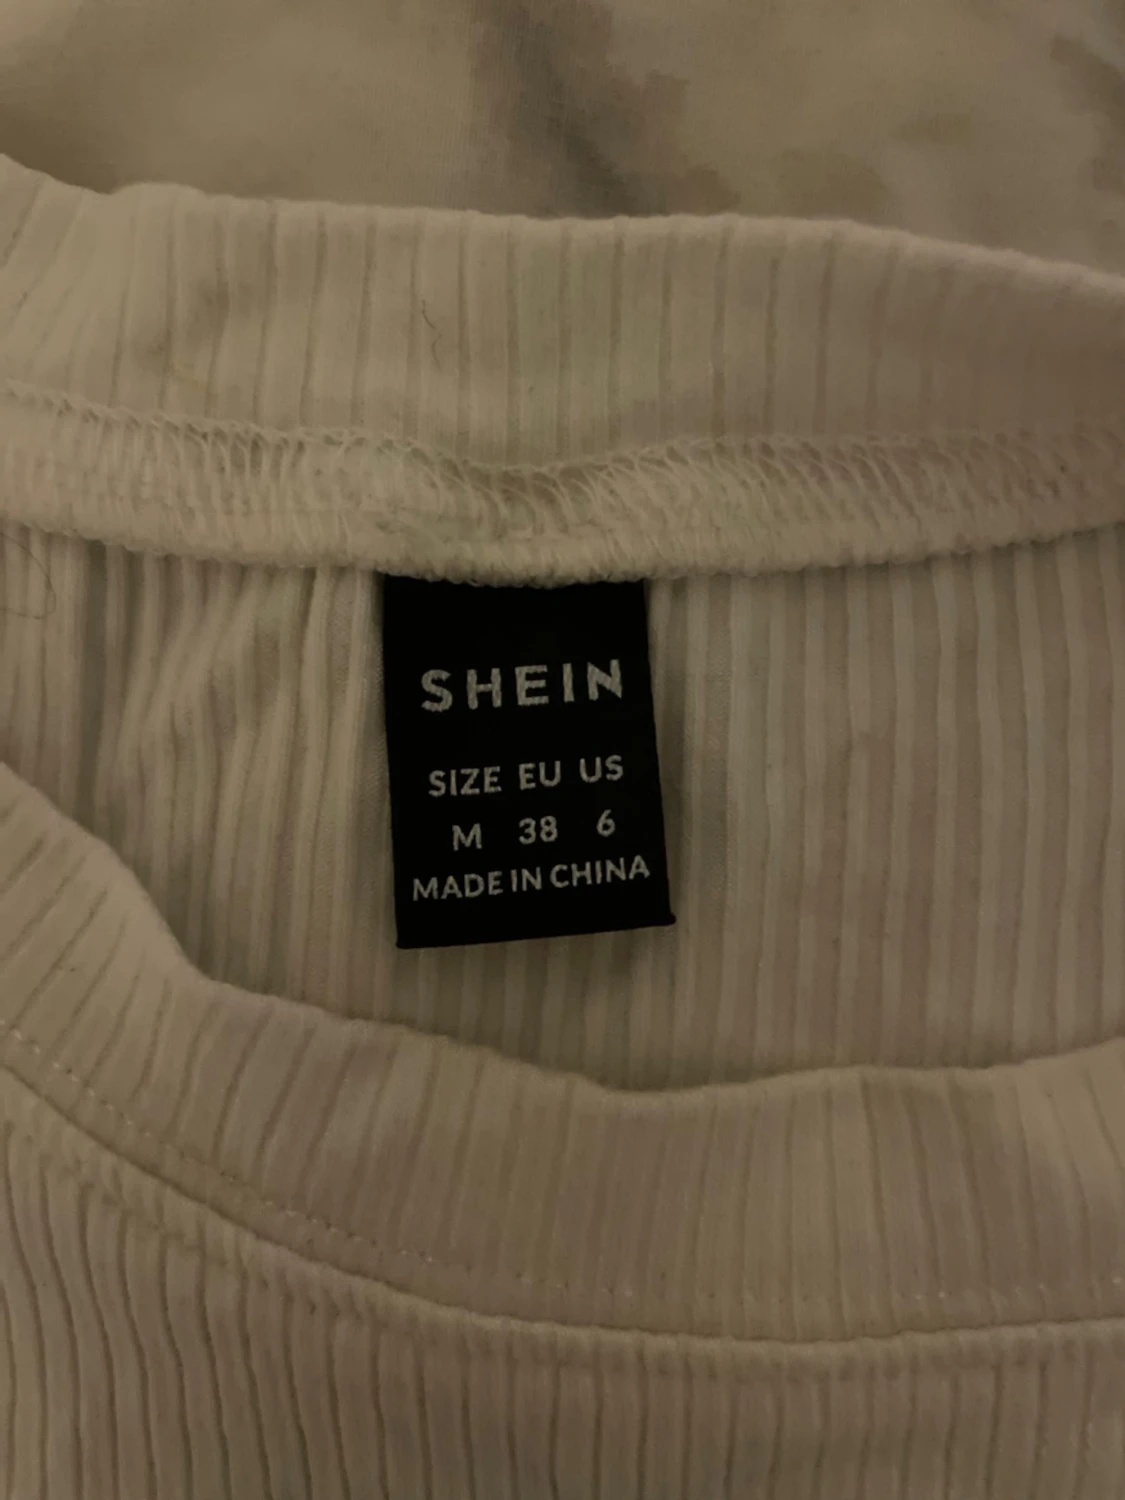 SHEIN
SIZE EU US
M 38 6
MADE IN CHINA